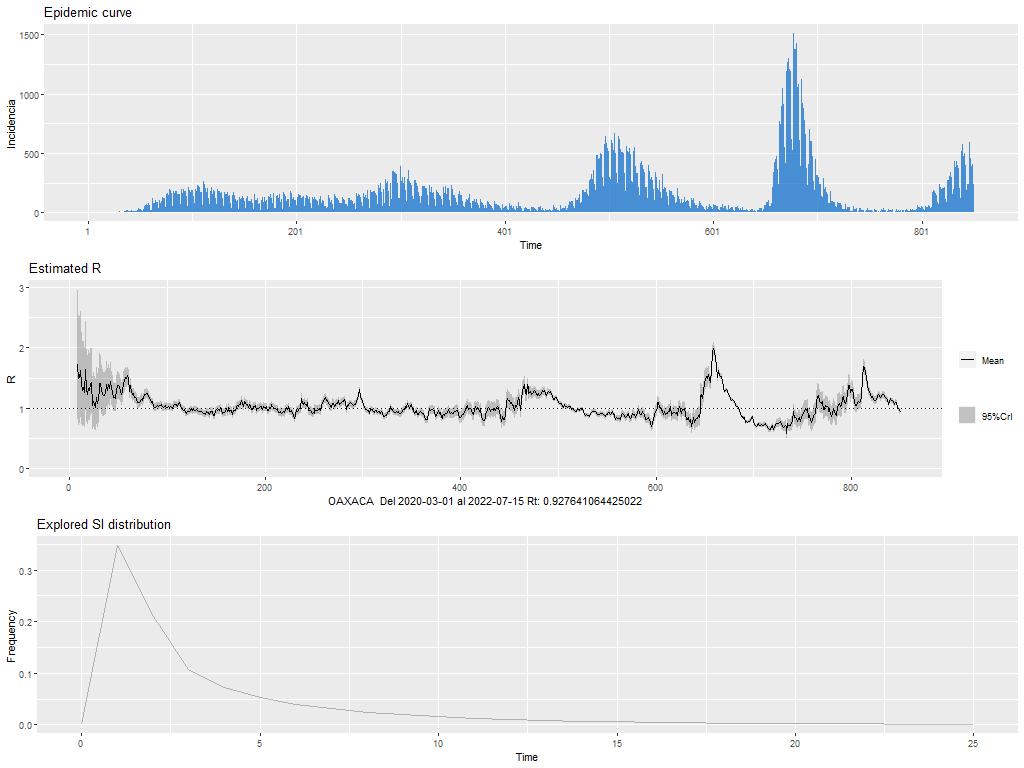 Epidemic curve
1500
1000
500
0
Incidencia
1 201 401 601 801
Time
Estimated R
3
2
1
0
R
Mean
95%CrI
0 200 400 600 800
OAXACA Del 2020-03-01 al 2022-07-15 Rt: 0.927641064425022
Explored SI distribution
0.3
0.2
0.1
0.0
Frequency
0 5 10 15 20 25
Time